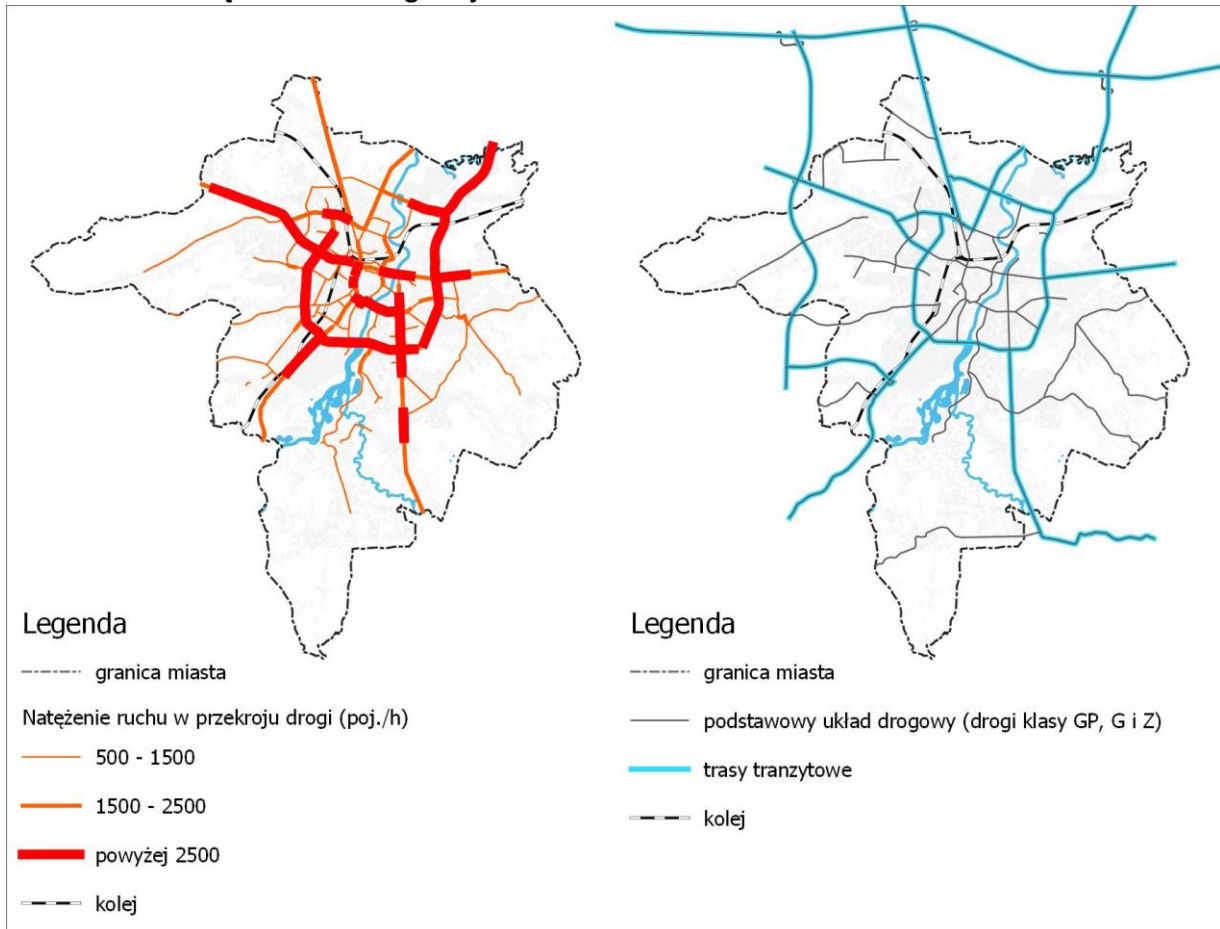 Legenda
granica miasta
Natężenie ruchu w przekroju drogi (poj./h)
500 - 1500
1500 - 2500
powyżej 2500
kolej
Legenda
granica miasta
podstawowy układ drogowy (drogi klasy GP, G i Z)
trasy tranzytowe
kolej